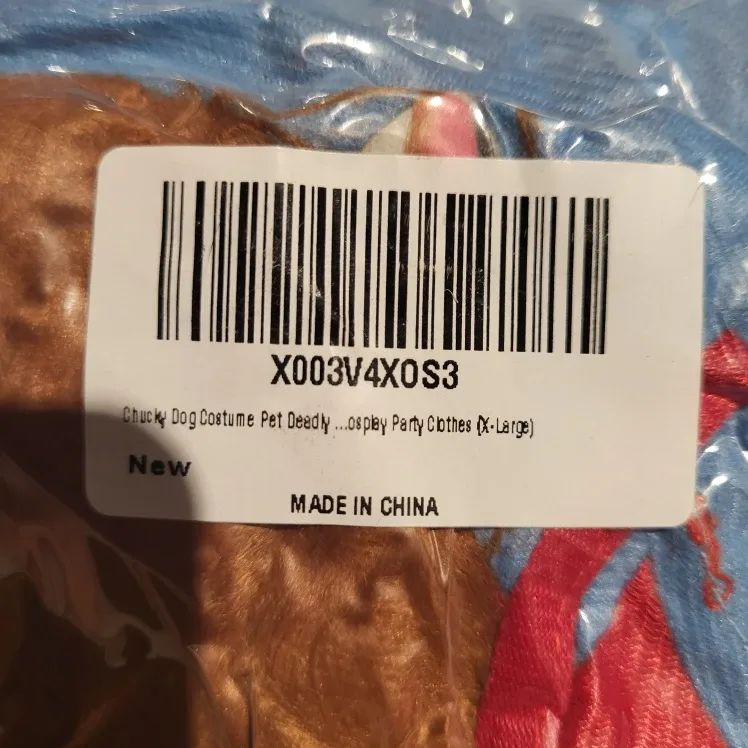 X003V4X0S3
Chucky Dog Costume Pet Deadly ...osplay Party Clothes (X-Large)
New
MADE IN CHINA